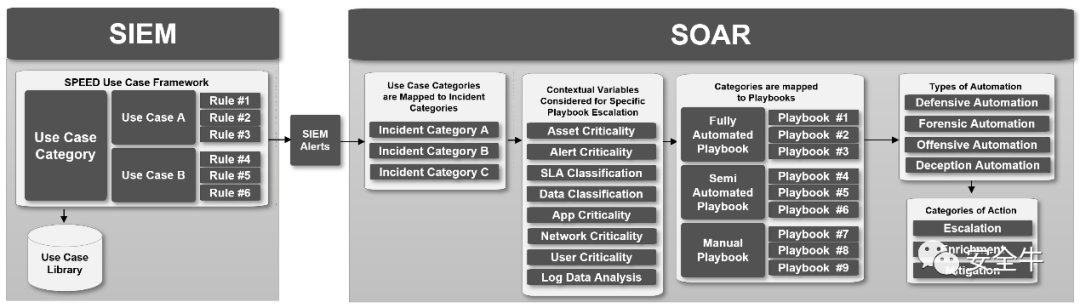 SIEM
SPEED Use Case Framework
Use Case
Category
Use Case A
Rule #1
Rule #2
Rule #3
Use Case B
Rule #4
Rule #5
Rule #6
Use Case
Library
SIEM
Alerts
SOAR
Use Case Categories
are Mapped to Incident
Categories
Incident Category A
Incident Category B
Incident Category C
Contextual Variables
Considered for Specific
Playbook Escalation
Asset Criticality
Alert Criticality
SLA Classification
Data Classification
App Criticality
Network Criticality
User Criticality
Log Data Analysis
Categories are mapped
to Playbooks
Fully
Automated
Playbook
Playbook #1
Playbook #2
Playbook #3
Semi
Automated
Playbook
Playbook #4
Playbook #5
Playbook #6
Manual
Playbook
Playbook #7
Playbook #8
Playbook #9
Types of Automation
Defensive Automation
Forensic Automation
Offensive Automation
Deception Automation
Categories of Action
Escalation
Enrichment
Mitigation
安全牛